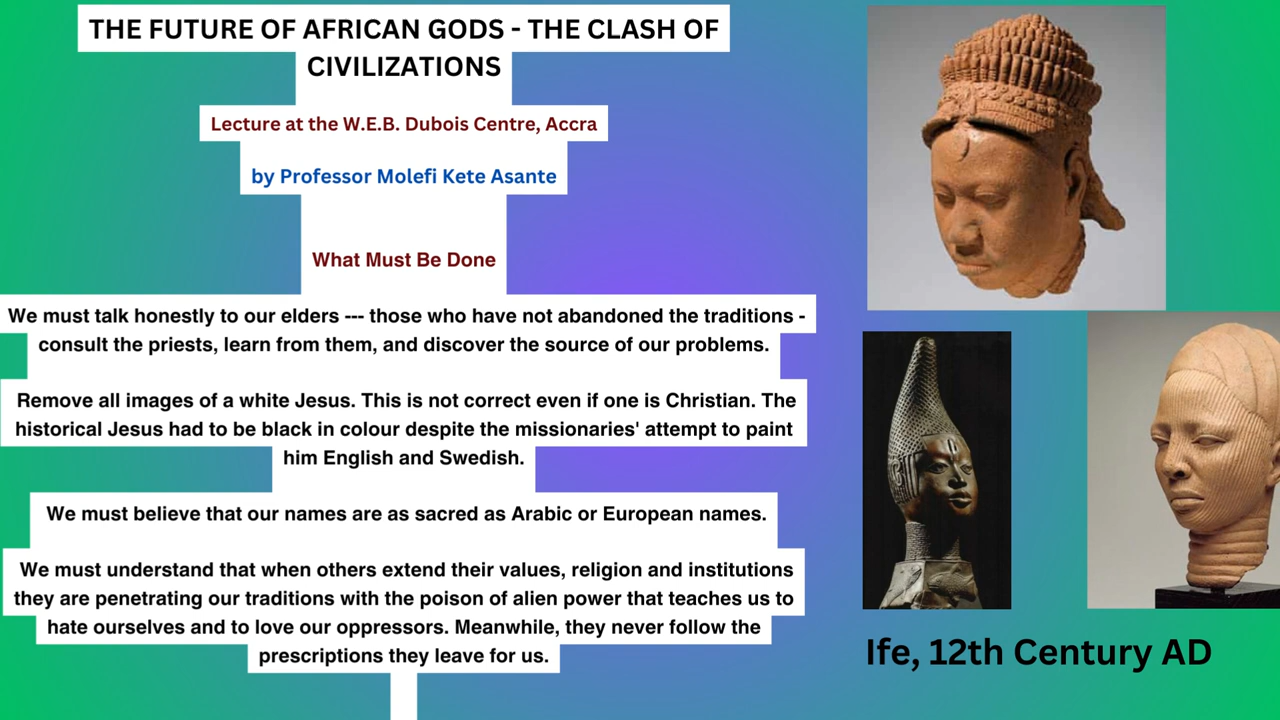 THE FUTURE OF AFRICAN GODS - THE CLASH OF
CIVILIZATIONS
Lecture at the W.E.B. Dubois Centre, Accra
by Professor Molefi Kete Asante
What Must Be Done
We must talk honestly to our elders --- those who have not abandoned the traditions -
consult the priests, learn from them, and discover the source of our problems.
Remove all images of a white Jesus. This is not correct even if one is Christian. The
historical Jesus had to be black in colour despite the missionaries' attempt to paint
him English and Swedish.
We must believe that our names are as sacred as Arabic or European names.
We must understand that when others extend their values, religion and institutions
they are penetrating our traditions with the poison of alien power that teaches us to
hate ourselves and to love our oppressors. Meanwhile, they never follow the
prescriptions they leave for us.
Ife, 12th Century AD